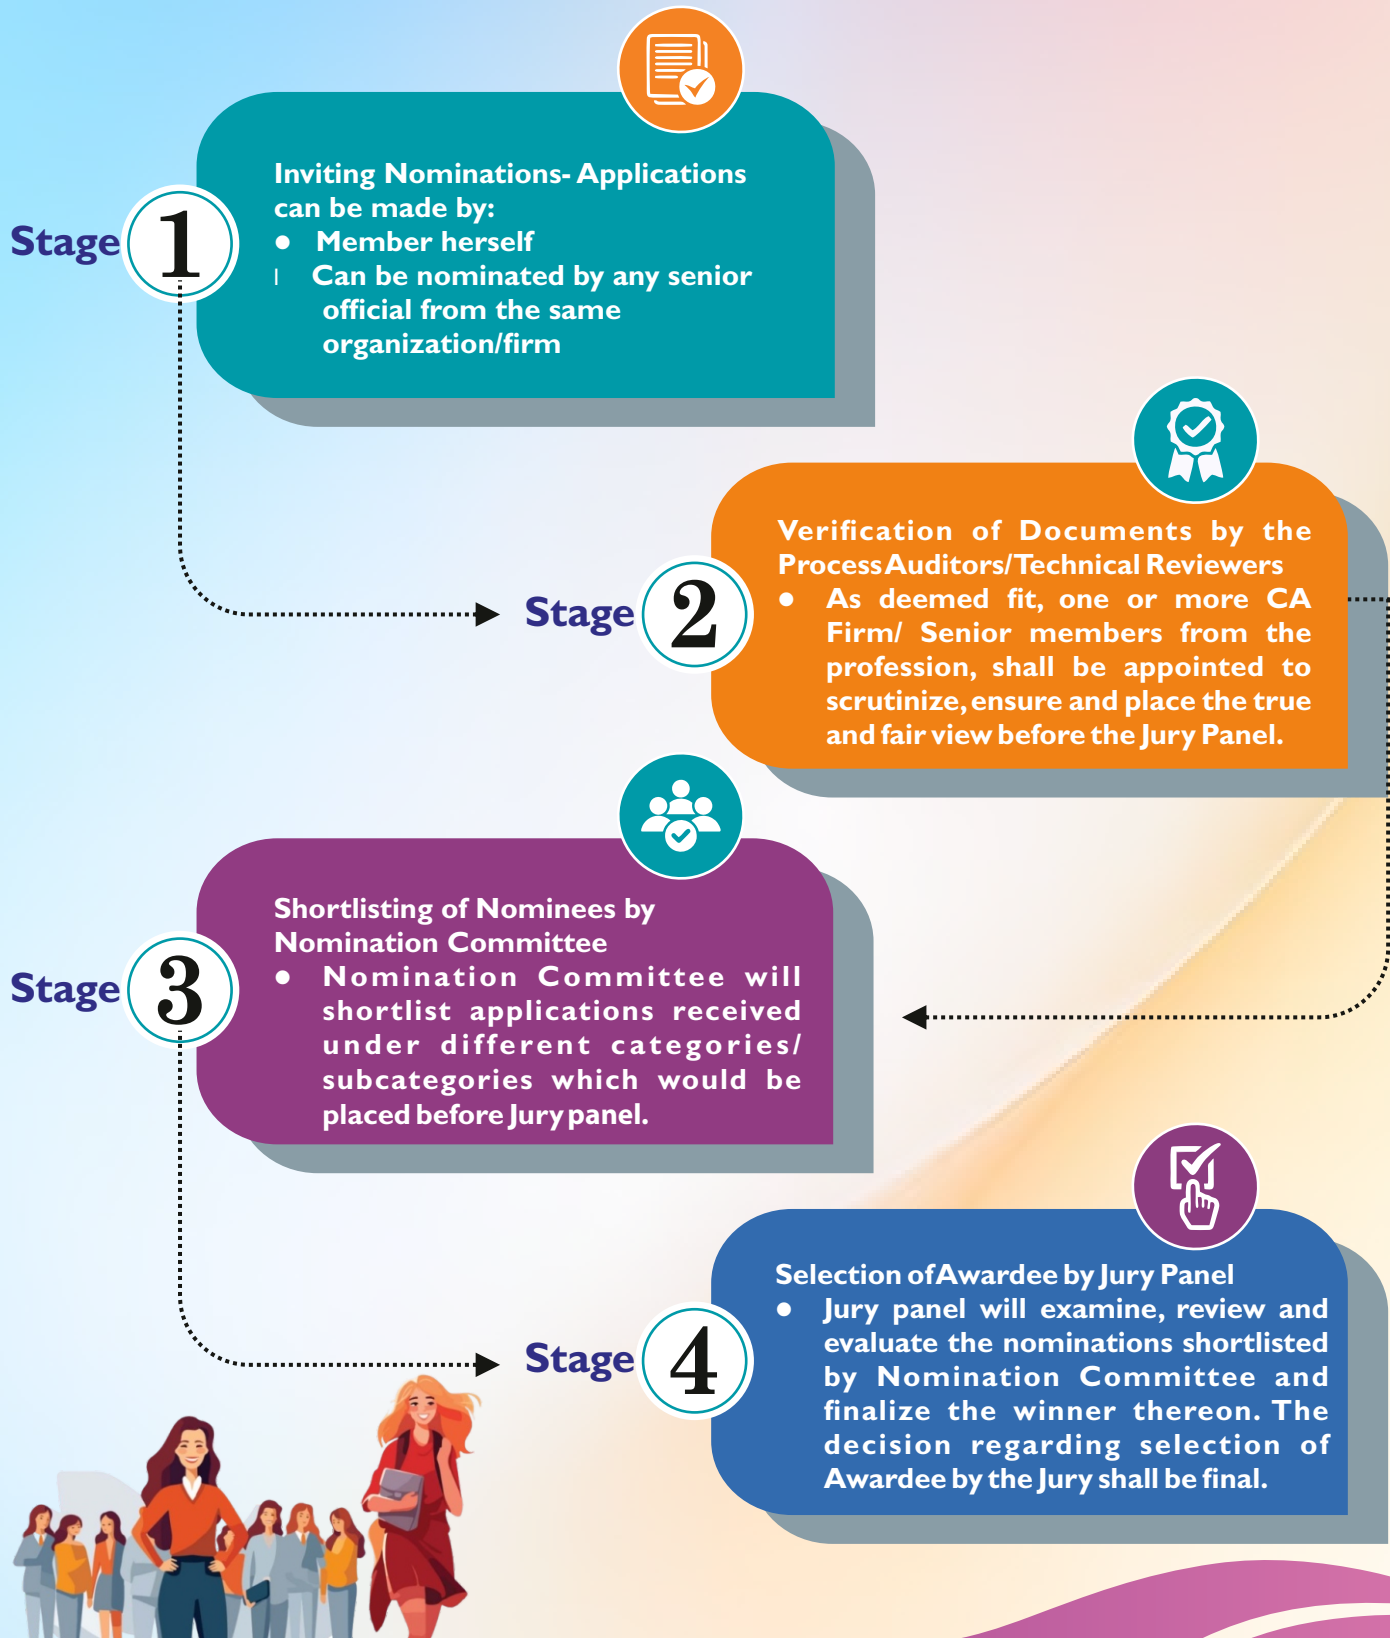 Stage 1
Inviting Nominations- Applications
can be made by:
● Member herself
l Can be nominated by any senior
official from the same
organization/firm
Stage 2
Verification of Documents by the
Process Auditors/Technical Reviewers
● As deemed fit, one or more CA
Firm/ Senior members from the
profession, shall be appointed to
scrutinize, ensure and place the true
and fair view before the Jury Panel.
Stage 3
Shortlisting of Nominees by
Nomination Committee
● Nomination Committee will
shortlist applications received
under different categories/
subcategories which would be
placed before Jury panel.
Stage 4
Selection of Awardee by Jury Panel
● Jury panel will examine, review and
evaluate the nominations shortlisted
by Nomination Committee and
finalize the winner thereon. The
decision regarding selection of
Awardee by the Jury shall be final.